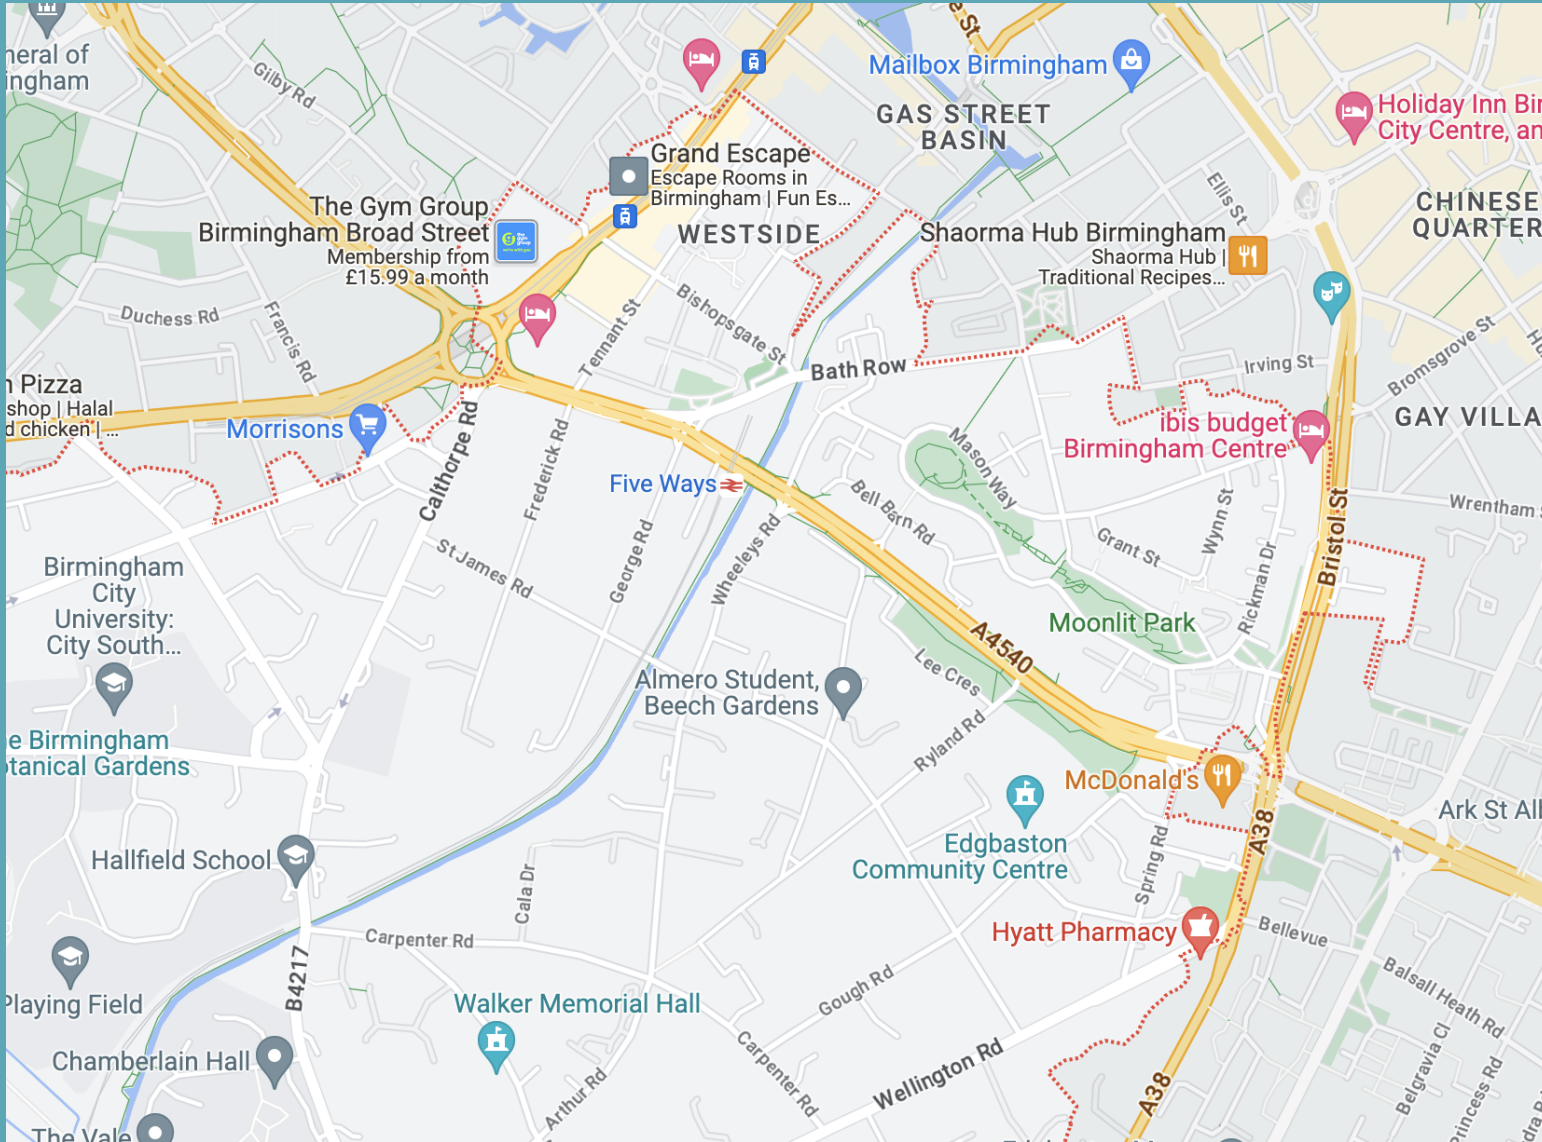 neral of
ingham
Gilby Rd
e St
Mailbox Birmingham
GAS STREET
BASIN
Holiday Inn Bir
City Centre, an
Grand Escape
Escape Rooms in
Birmingham | Fun Es...
The Gym Group
Birmingham Broad Street
Membership from
£15.99 a month
WESTSIDE
Ellis St
CHINESE
QUARTER
Shaorma Hub Birmingham
Shaorma Hub |
Traditional Recipes...
Duchess Rd
Francis Rd
Tennant St
Bishopsgate St
Bath Row
Irving St
Bromsgrove St
Hu
n Pizza
shop | Halal
d chicken | ...
Morrisons
Calthorpe Rd
Frederick Rd
Five Ways
Mason Way
ibis budget
Birmingham Centre
GAY VILLA
Bell Barn Rd
Wynn St
Wrentham S
Bristol St
Grant St
Rickman Dr
St James Rd
George Rd
Wheeleys Rd
Birmingham
City
University:
City South...
Moonlit Park
A4540
Lee Cres
Almero Student,
Beech Gardens
Ryland Rd
e Birmingham
otanical Gardens
McDonald's
Ark St Alb
A38
Edgbaston
Community Centre
Spring Rd
Hallfield School
Cala Dr
Carpenter Rd
Hyatt Pharmacy
Bellevue
Balsall Heath Rd
B4217
Playing Field
Gough Rd
Walker Memorial Hall
Carpenter Rd
Wellington Rd
A38
Belgravia Cl
Princess Rd
Chamberlain Hall
Arthur Rd
The Vale